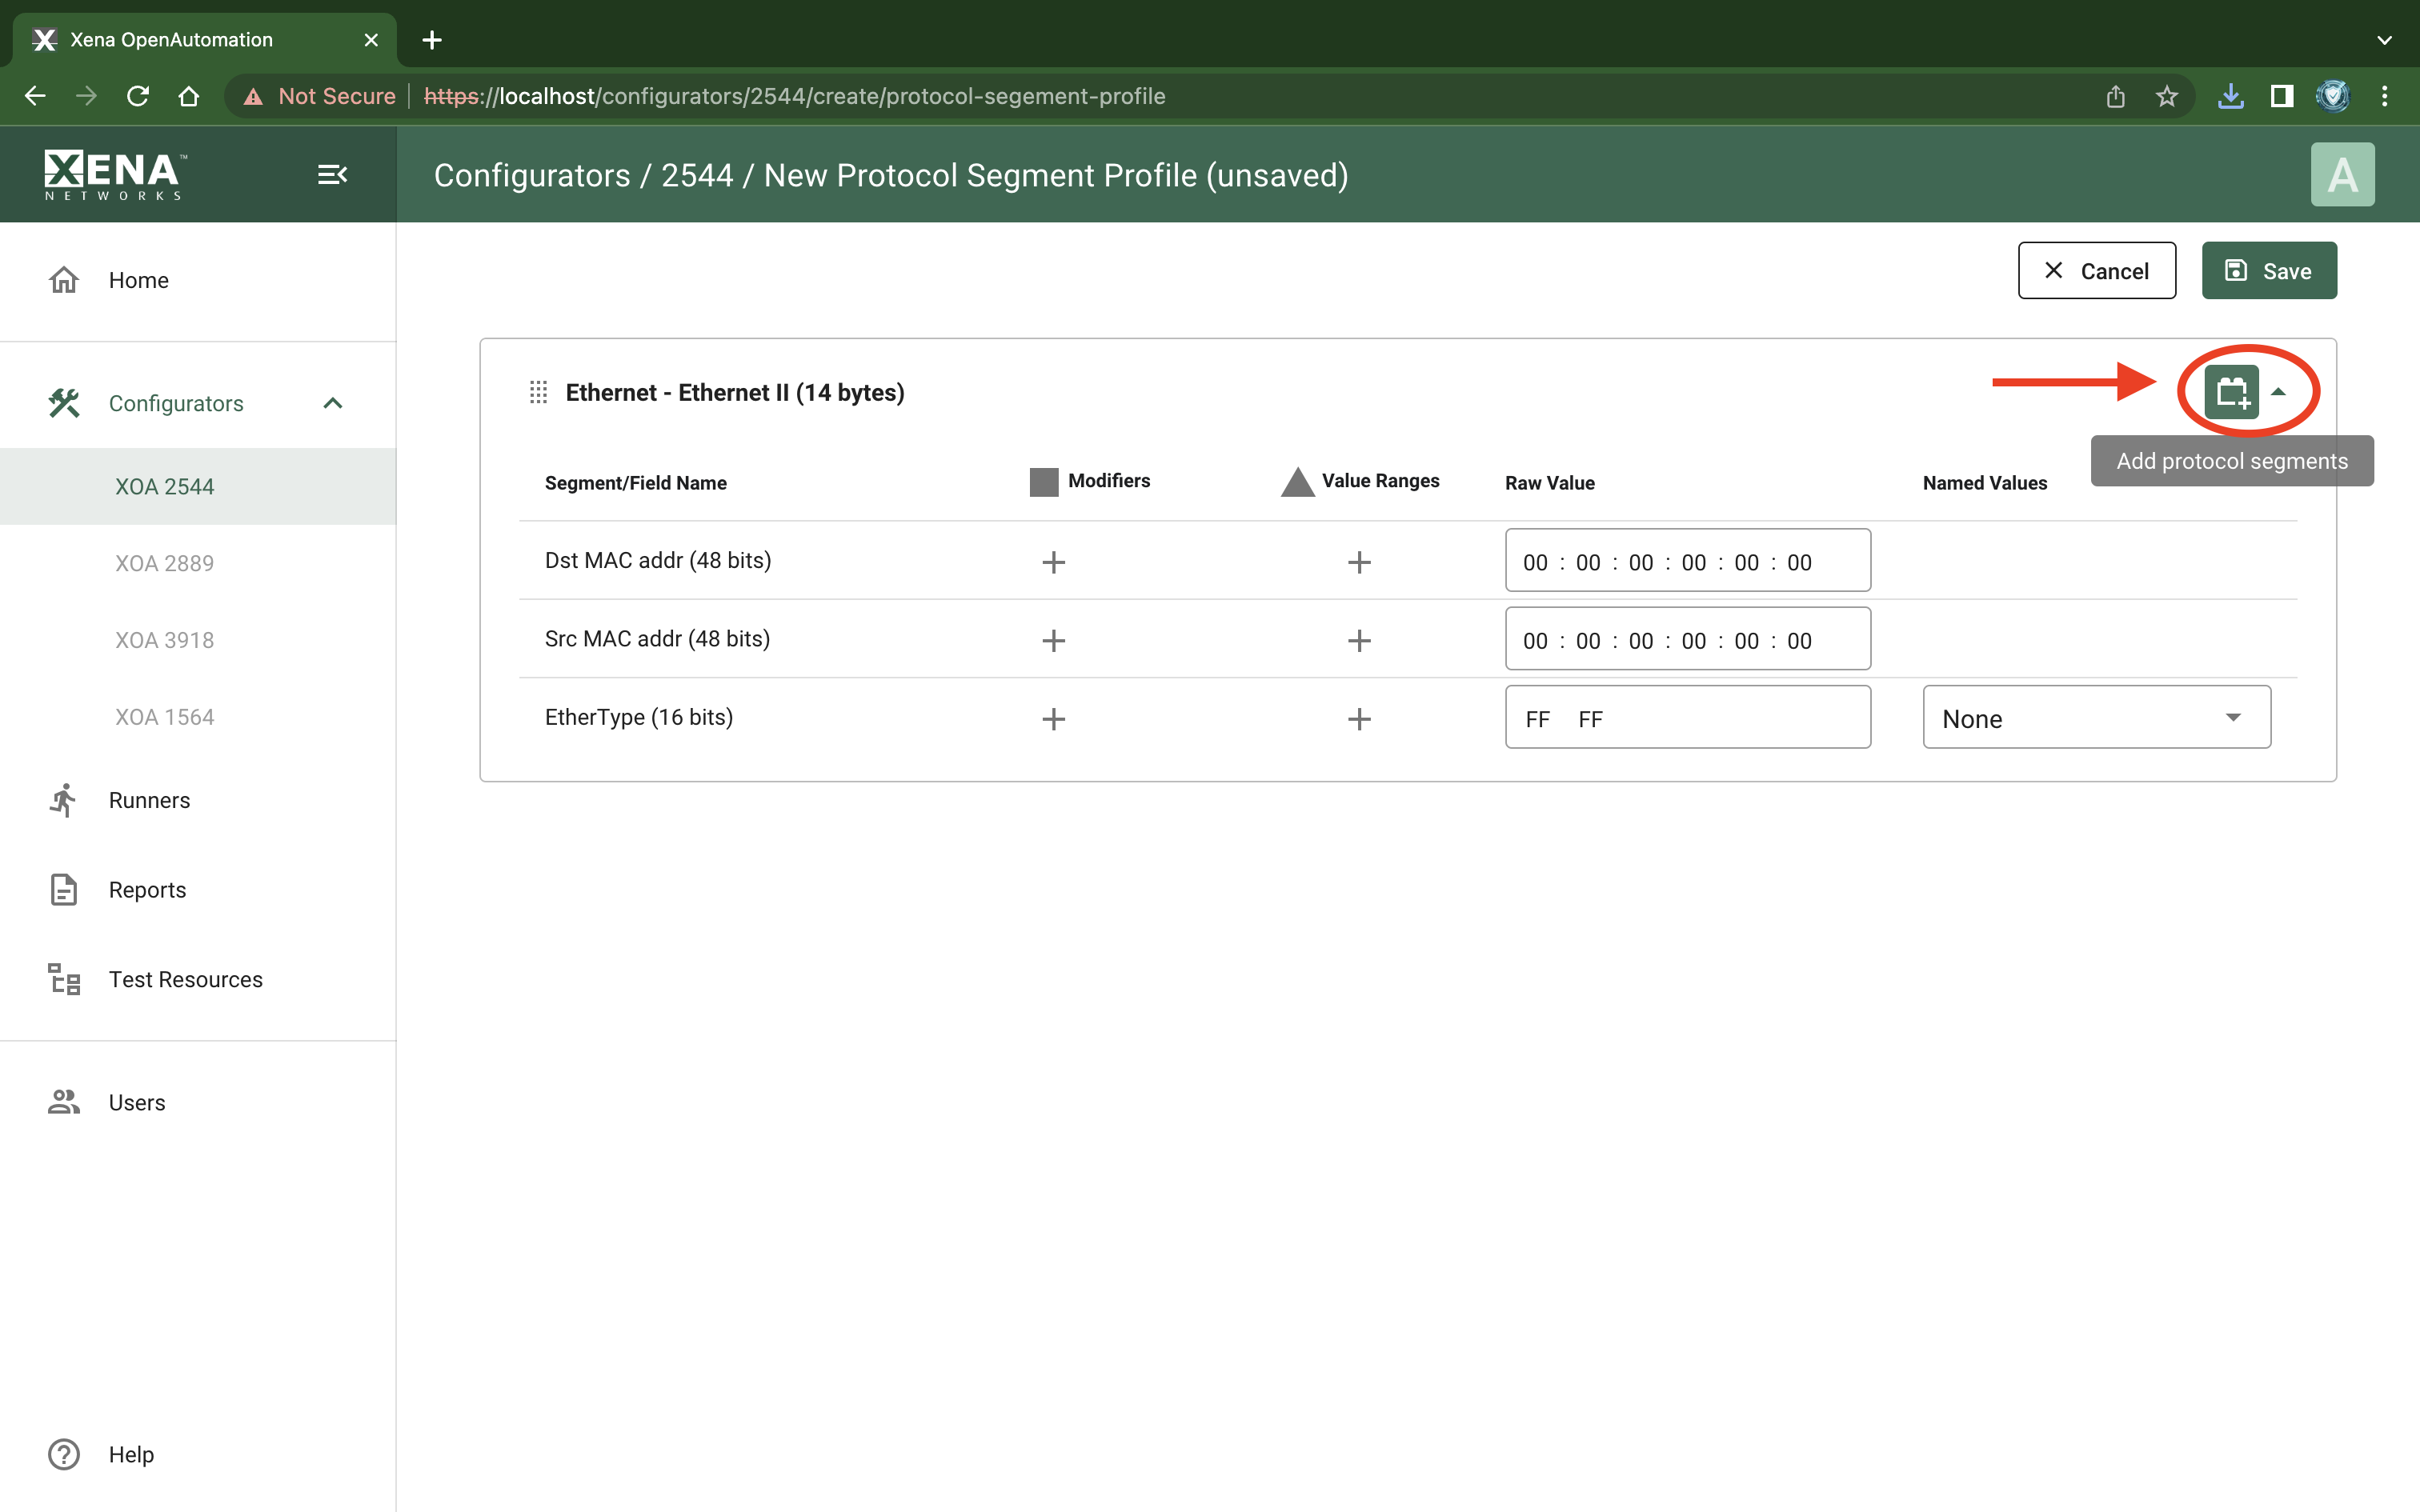 Xena OpenAutomation
Not Secure https://localhost/configurators/2544/create/protocol-segement-profile
XENA™
NETWORKS
Configurators / 2544 / New Protocol Segment Profile (unsaved)
A
Home
Cancel
Save
Configurators
XOA 2544
XOA 2889
XOA 3918
XOA 1564
Runners
Reports
Test Resources
Users
Help
Ethernet - Ethernet II (14 bytes)
Add protocol segments
Segment/Field Name Modifiers Value Ranges Raw Value Named Values
Dst MAC addr (48 bits) 00 : 00 : 00 : 00 : 00 : 00
Src MAC addr (48 bits) 00 : 00 : 00 : 00 : 00 : 00
EtherType (16 bits) FF FF None